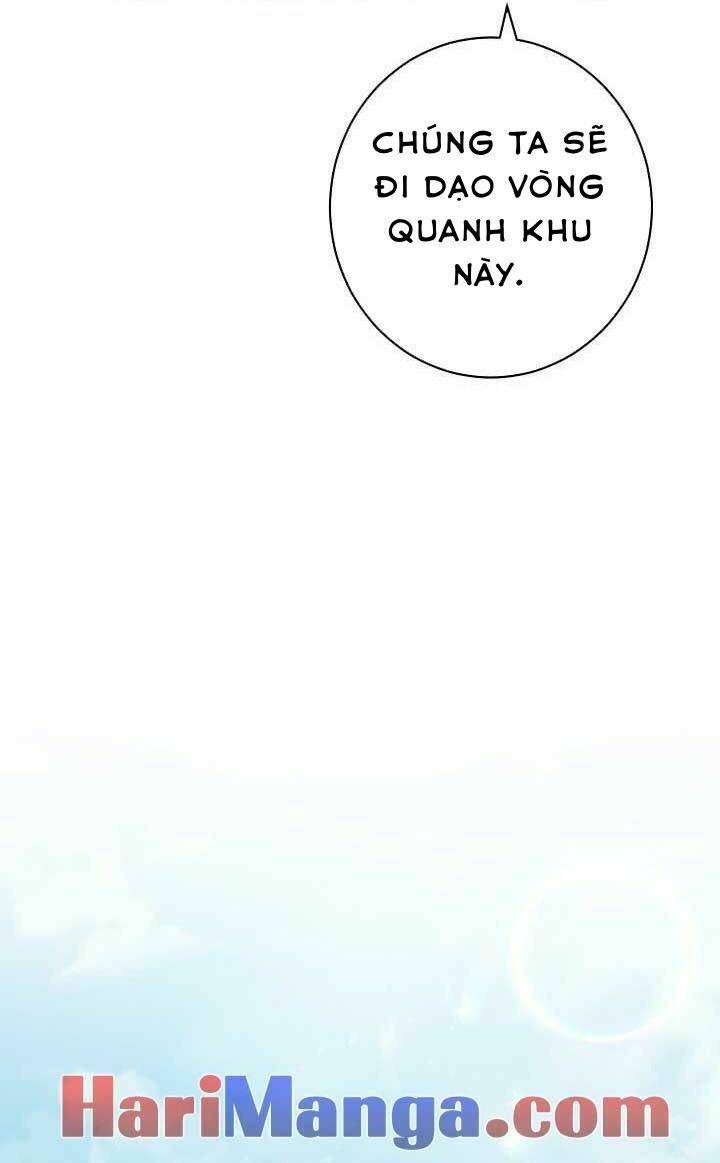 CHÚNG TA SẼ
ĐI DẠO VÒNG
QUANH KHU
NÀY.
HariManga.com